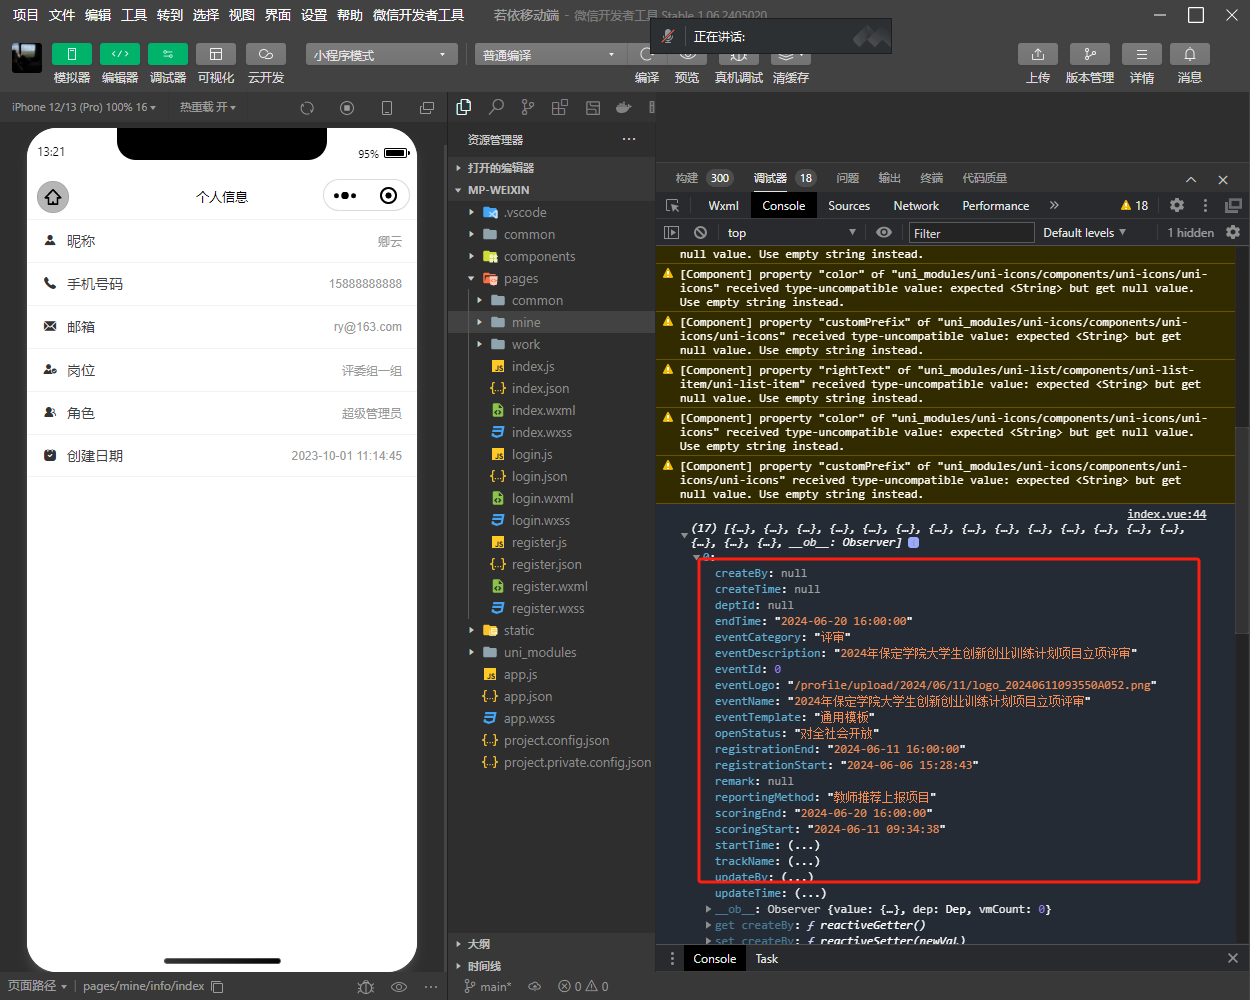 项目 文件 编辑 工具 转到 选择 视图 界面 设置 帮助 微信开发者工具 若依移动端 - 微信开发者工具 Stable 1.06.2405020
正在讲话:
小程序模式 普通编译
模拟器 编辑器 调试器 可视化 云开发 编译 预览 真机调试 清缓存 上传 版本管理 详情 消息
iPhone 12/13 (Pro) 100% 16 热重载 开
13:21 95%
个人信息
昵称 卿云
手机号码 15888888888
邮箱 ry@163.com
岗位 评委组一组
角色 超级管理员
创建日期 2023-10-01 11:14:45
页面路径 pages/mine/info/index
资源管理器
打开的编辑器
MP-WEIXIN
.vscode
common
components
pages
common
mine
work
index.js
index.json
index.wxml
index.wxss
login.js
login.json
login.wxml
login.wxss
register.js
register.json
register.wxml
register.wxss
static
uni_modules
app.js
app.json
app.wxss
project.config.json
project.private.config.json
大纲
时间线
main* 0 0
构建 300 调试器 18 问题 输出 终端 代码质量
Wxml Console Sources Network Performance » 18
top Filter Default levels 1 hidden
null value. Use empty string instead.
[Component] property "color" of "uni_modules/uni-icons/components/uni-icons/uni-
icons" received type-uncompatible value: expected <String> but get null value.
Use empty string instead.
[Component] property "customPrefix" of "uni_modules/uni-icons/components/uni-
icons/uni-icons" received type-uncompatible value: expected <String> but get
null value. Use empty string instead.
[Component] property "rightText" of "uni_modules/uni-list/components/uni-list-
item/uni-list-item" received type-uncompatible value: expected <String> but get
null value. Use empty string instead.
[Component] property "color" of "uni_modules/uni-icons/components/uni-icons/uni-
icons" received type-uncompatible value: expected <String> but get null value.
Use empty string instead.
[Component] property "customPrefix" of "uni_modules/uni-icons/components/uni-
icons/uni-icons" received type-uncompatible value: expected <String> but get
null value. Use empty string instead.
index.vue:44
(17) [{…}, {…}, {…}, {…}, {…}, {…}, {…}, {…}, {…}, {…}, {…}, {…}, {…}, {…},
{…}, {…}, {…}, __ob__: Observer]
0:
createBy: null
createTime: null
deptId: null
endTime: "2024-06-20 16:00:00"
eventCategory: "评审"
eventDescription: "2024年保定学院大学生创新创业训练计划项目立项评审"
eventId: 0
eventLogo: "/profile/upload/2024/06/11/logo_20240611093550A052.png"
eventName: "2024年保定学院大学生创新创业训练计划项目立项评审"
eventTemplate: "通用模板"
openStatus: "对全社会开放"
registrationEnd: "2024-06-11 16:00:00"
registrationStart: "2024-06-06 15:28:43"
remark: null
reportingMethod: "教师推荐上报项目"
scoringEnd: "2024-06-20 16:00:00"
scoringStart: "2024-06-11 09:34:38"
startTime: (...)
trackName: (...)
updateBy: (...)
updateTime: (...)
__ob__: Observer {value: {…}, dep: Dep, vmCount: 0}
get createBy: ƒ reactiveGetter()
set createBy: ƒ reactiveSetter(newVal)
Console Task